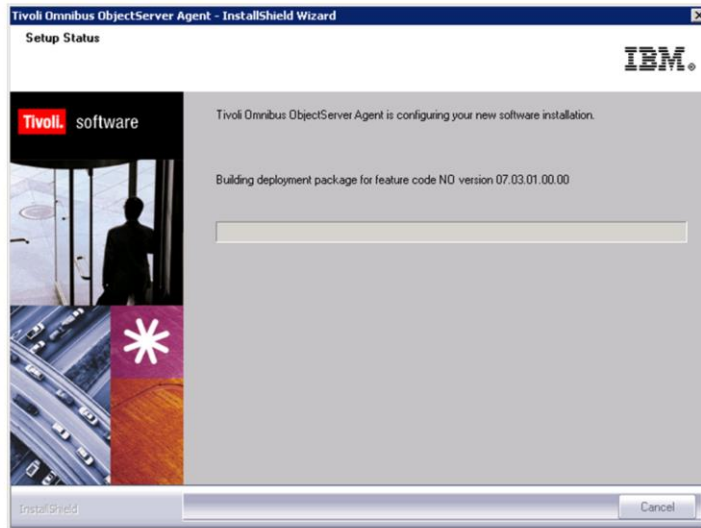 Tivoli Omnibus ObjectServer Agent - InstallShield Wizard
Setup Status
IBM®
Tivoli. software
Tivoli Omnibus ObjectServer Agent is configuring your new software installation.
Building deployment package for feature code NO version 07.03.01.00.00
InstallShield
Cancel